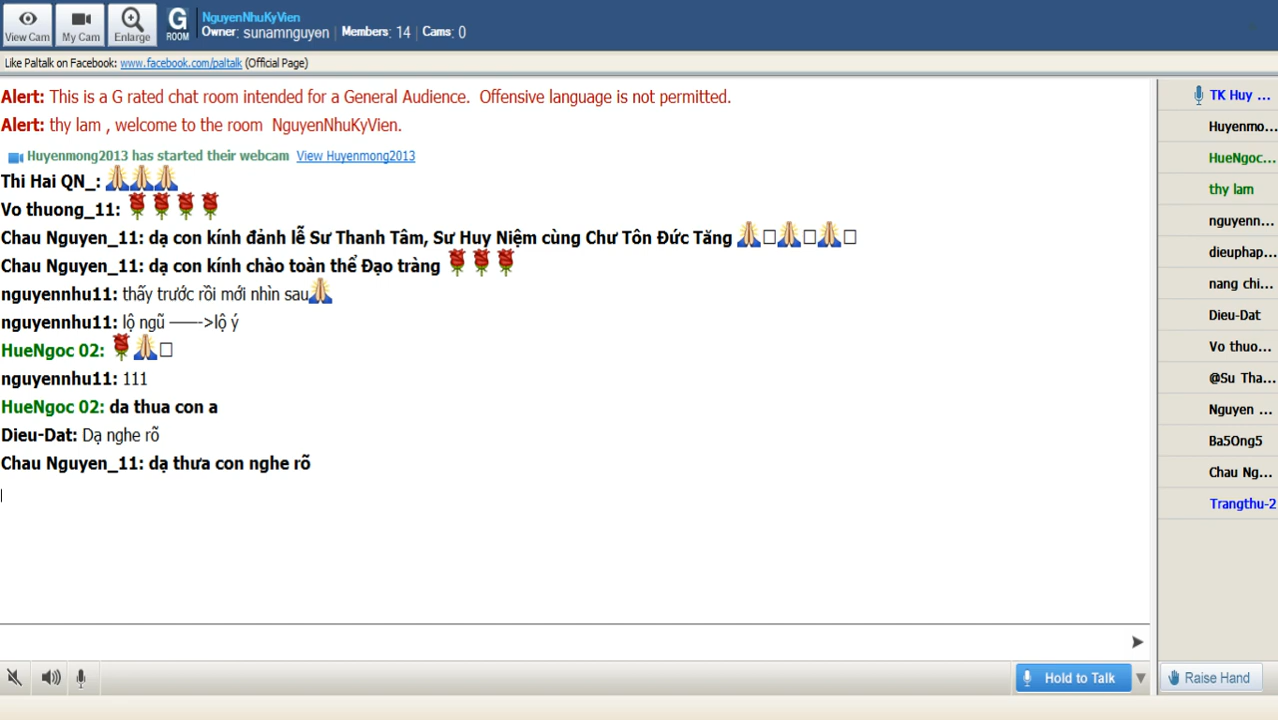 NguyenNhuKyVien
View Cam My Cam Enlarge G ROOM Owner: sunamnguyen | Members: 14 | Cams: 0
Like Paltalk on Facebook: www.facebook.com/paltalk (Official Page)
Alert: This is a G rated chat room intended for a General Audience. Offensive language is not permitted.
Alert: thy lam , welcome to the room NguyenNhuKyVien.
Huyenmong2013 has started their webcam View Huyenmong2013
Thi Hai QN_: 🙏🙏🙏
Vo thuong_11: 🌹🌹🌹🌹
Chau Nguyen_11: dạ con kính đảnh lễ Sư Thanh Tâm, Sư Huy Niệm cùng Chư Tôn Đức Tăng 🙏□🙏□🙏□
Chau Nguyen_11: dạ con kính chào toàn thể Đạo tràng 🌹🌹🌹
nguyennhu11: thấy trước rồi mới nhìn sau🙏
nguyennhu11: lộ ngũ ——->lộ ý
HueNgoc 02: 🌹🙏□
nguyennhu11: 111
HueNgoc 02: da thua con a
Dieu-Dat: Dạ nghe rõ
Chau Nguyen_11: dạ thưa con nghe rõ
TK Huy ...
Huyenmo...
HueNgoc...
thy lam
nguyenn...
dieuphap...
nang chi...
Dieu-Dat
Vo thuo...
@Su Tha...
Nguyen ...
Ba5Ong5
Chau Ng...
Trangthu-2
Hold to Talk
Raise Hand